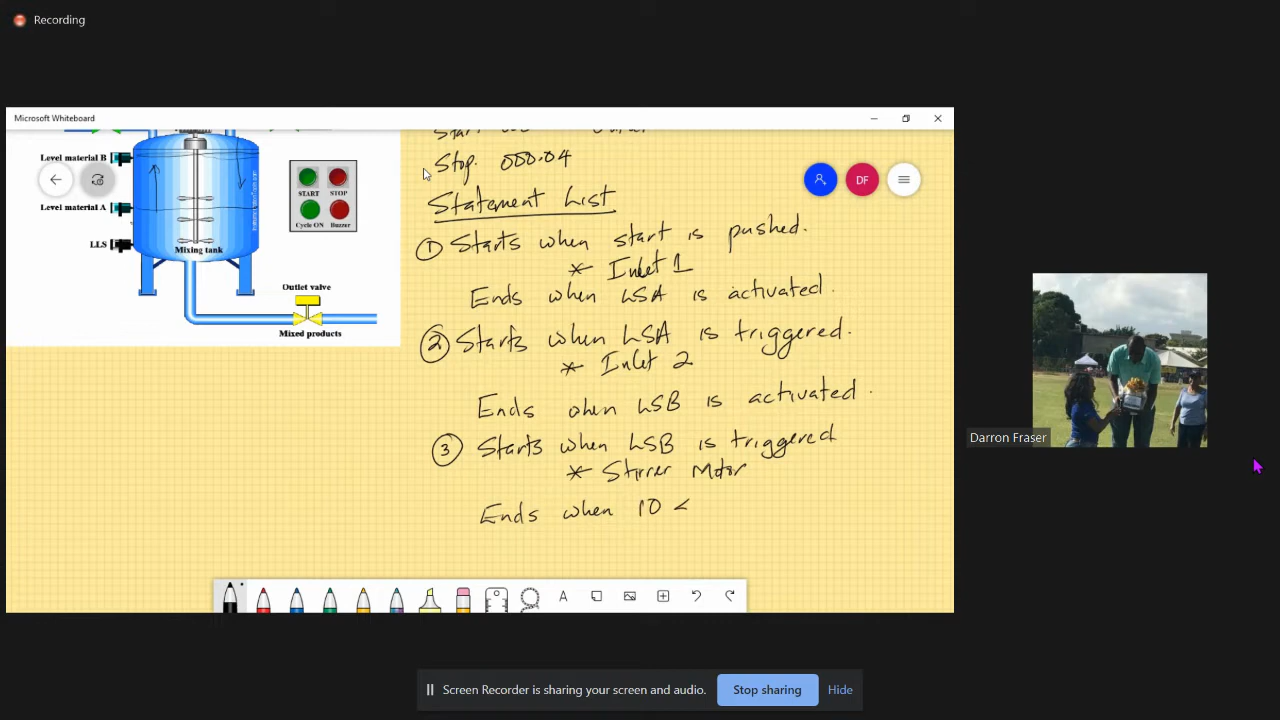 Recording
Microsoft Whiteboard
Level material B
Level material A
LLS
Mixing tank
START STOP
Cycle ON Buzzer
Outlet valve
Mixed products
DF
Start
Stop. 000.04
Statement List
① Starts when start is pushed.
* Inlet 1
Ends when LSA is activated.
② Starts when LSA is triggered.
* Inlet 2
Ends when LSB is activated.
③ Starts when LSB is triggered
* Stirrer Motor
Ends when 10 <
A
Darron Fraser
Screen Recorder is sharing your screen and audio.
Stop sharing
Hide